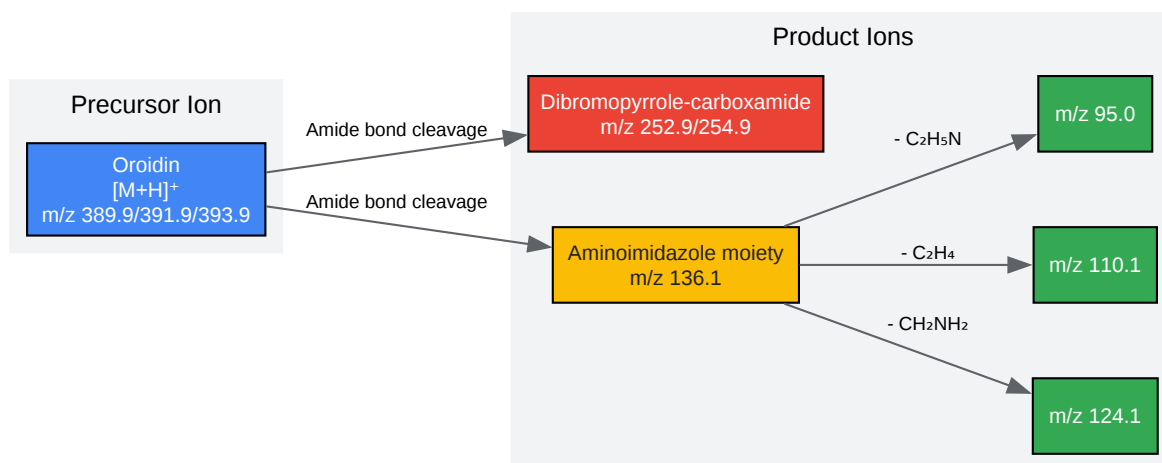 Product Ions
Precursor Ion
Oroidin
[M+H]⁺
m/z 389.9/391.9/393.9
Amide bond cleavage
Amide bond cleavage
Dibromopyrrole-carboxamide
m/z 252.9/254.9
Aminoimidazole moiety
m/z 136.1
- C₂H₅N
- C₂H₄
- CH₂NH₂
m/z 95.0
m/z 110.1
m/z 124.1